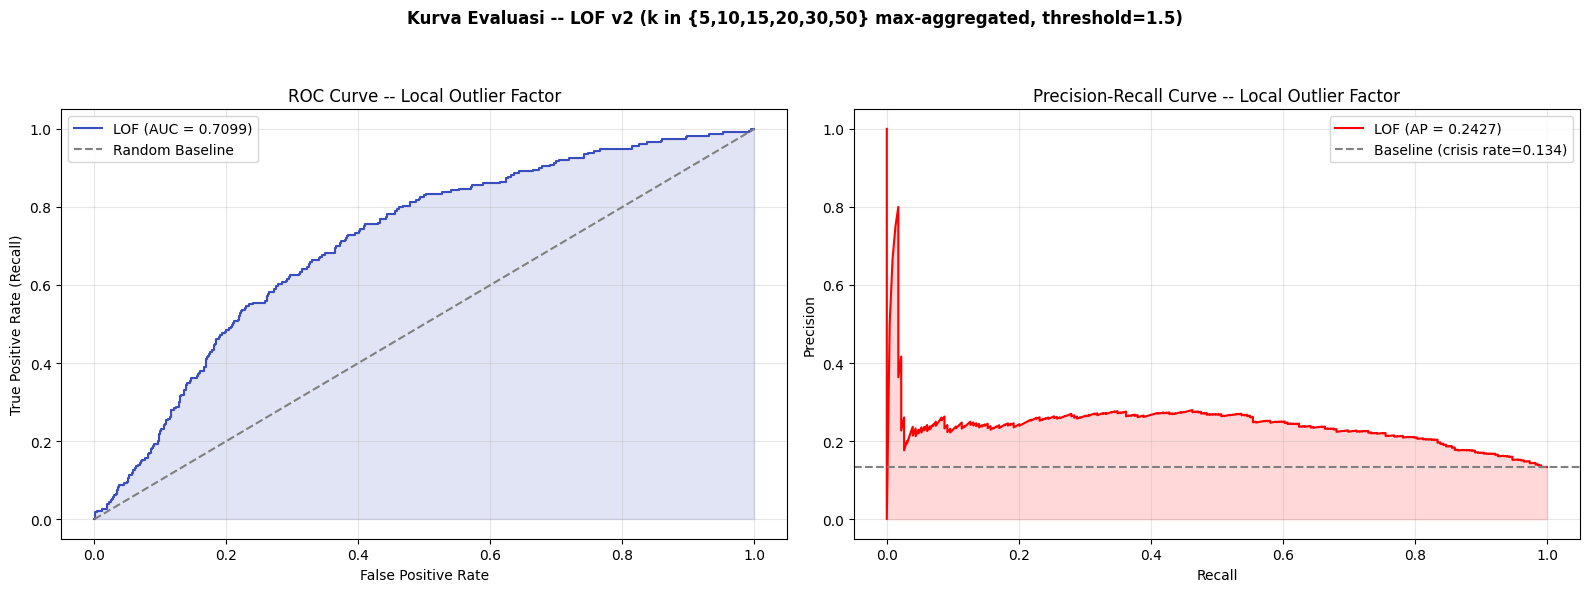 Kurva Evaluasi -- LOF v2 (k in {5,10,15,20,30,50} max-aggregated, threshold=1.5)
ROC Curve -- Local Outlier Factor
LOF (AUC = 0.7099)
Random Baseline
True Positive Rate (Recall)
1.0
0.8
0.6
0.4
0.2
0.0
0.0 0.2 0.4 0.6 0.8 1.0
False Positive Rate
Precision-Recall Curve -- Local Outlier Factor
LOF (AP = 0.2427)
Baseline (crisis rate=0.134)
Precision
1.0
0.8
0.6
0.4
0.2
0.0
0.0 0.2 0.4 0.6 0.8 1.0
Recall